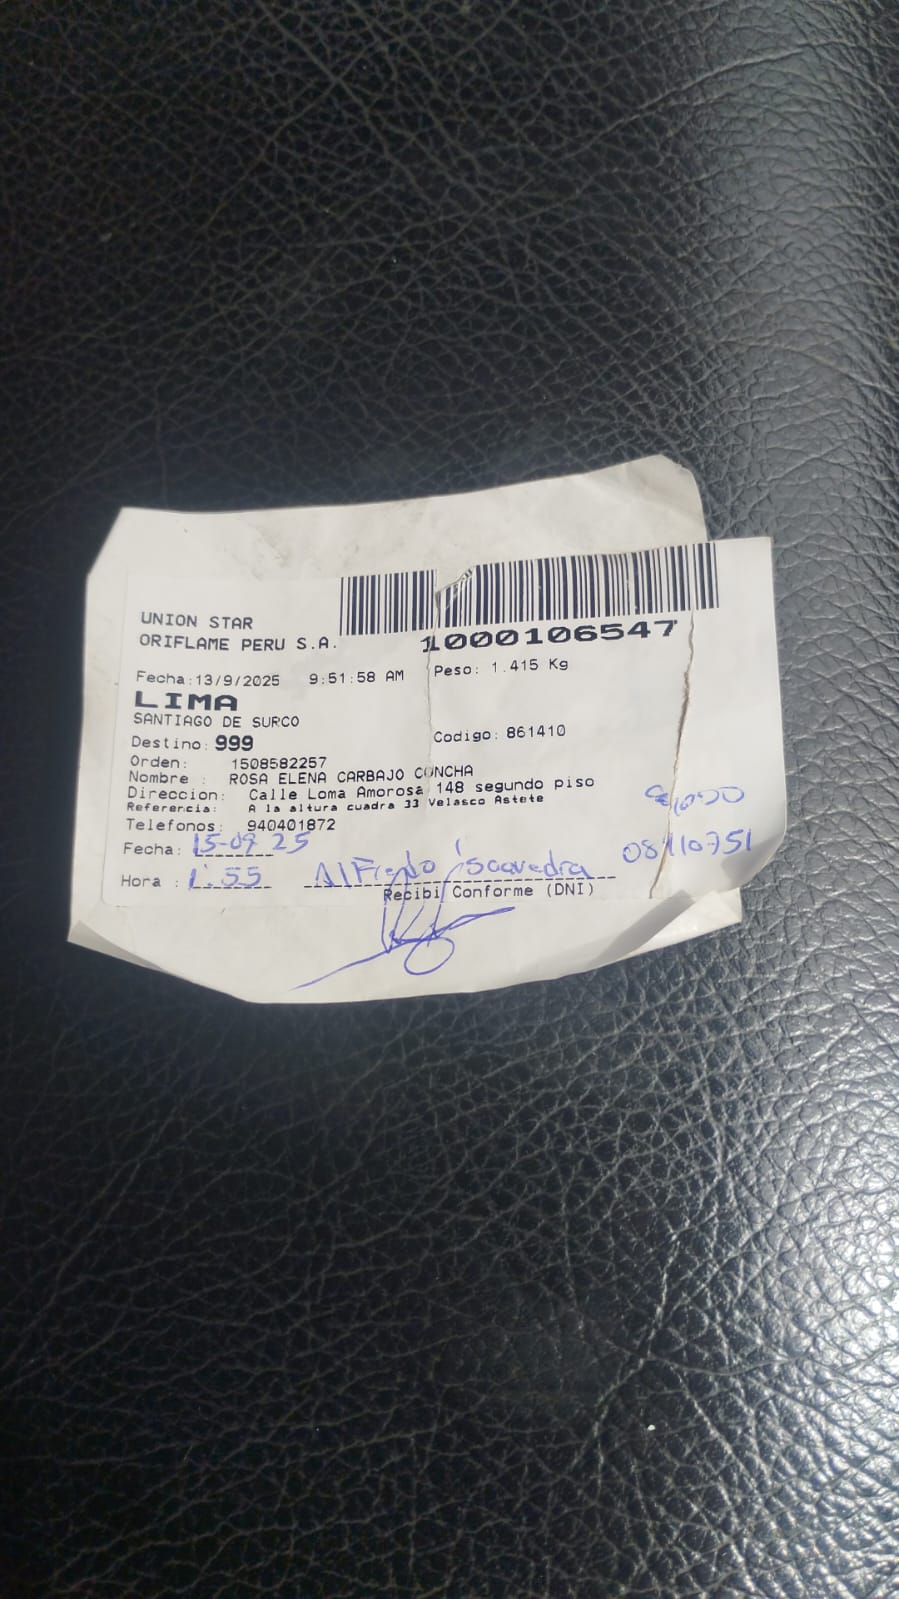 UNION STAR
ORIFLAME PERU S.A.
1000106547
Fecha:13/9/2025 9:51:58 AM Peso: 1.415 Kg
LIMA
SANTIAGO DE SURCO
Destino: 999 Codigo: 861410
Orden: 1508582257
Nombre : ROSA ELENA CARBAJO CONCHA
Direccion: Calle Loma Amorosa 148 segundo piso
Referencia: A la altura cuadra 33 Velasco Astete
Telefonos: 940401872
Fecha: 15-09 25
Hora : 1:55 Saavedra
Recibi Conforme (DNI)